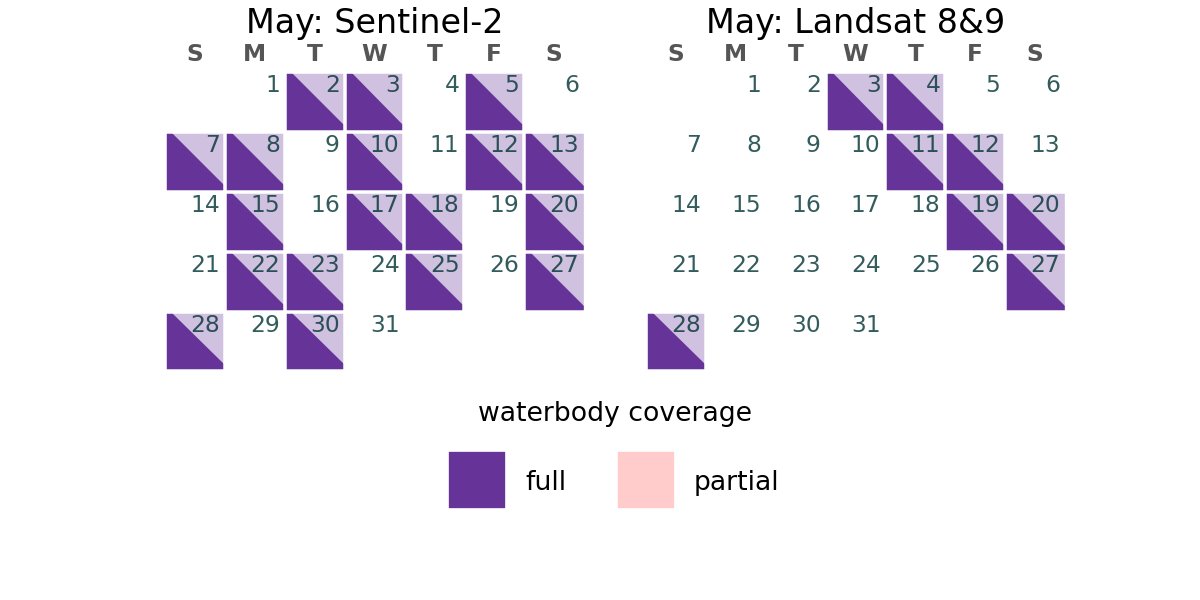 May: Sentinel-2
S M T W T F S
1 2 3 4 5 6
7 8 9 10 11 12 13
14 15 16 17 18 19 20
21 22 23 24 25 26 27
28 29 30 31
May: Landsat 8&9
S M T W T F S
1 2 3 4 5 6
7 8 9 10 11 12 13
14 15 16 17 18 19 20
21 22 23 24 25 26 27
28 29 30 31
waterbody coverage
full partial